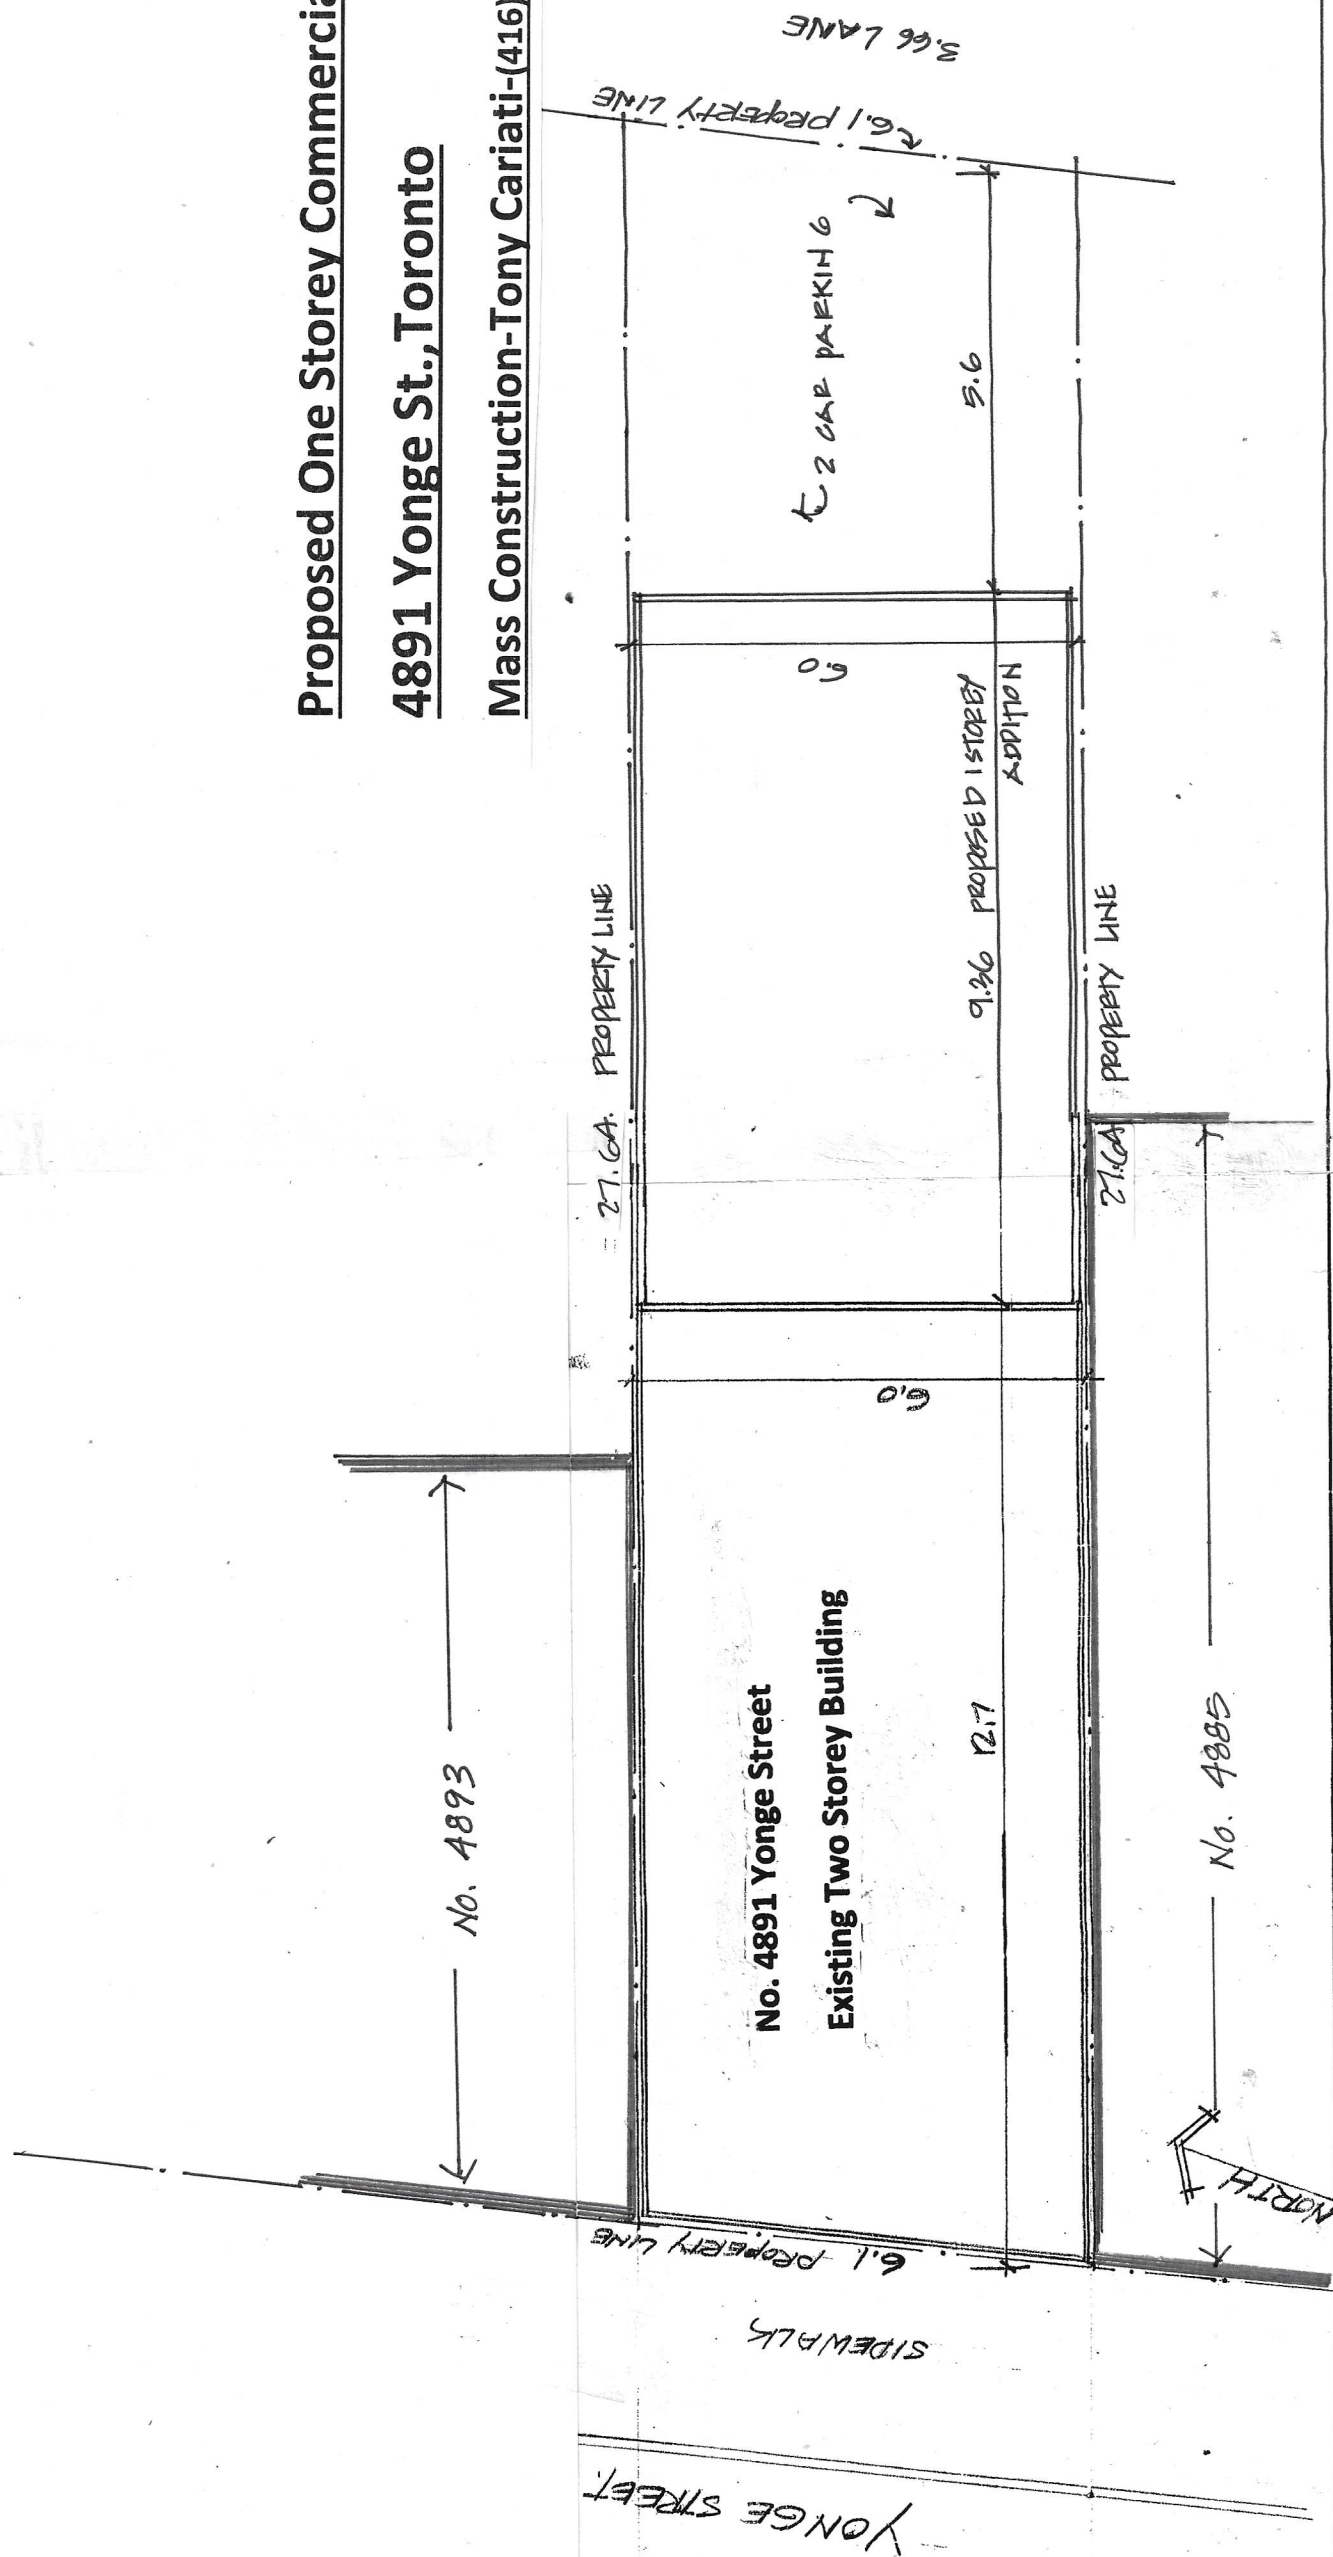 Proposed One Storey Commercia
4891 Yonge St.,Toronto
Mass Construction-Tony Cariati-(416)
3.66 LANE
6.1 PROPERTY LINE
2 CAR PARKING
5.6
6.0
9.36 PROPOSED 1 STOREY
ADDITION
27.64. PROPERTY LINE
27.64 PROPERTY LINE
6.0
No. 4893
No. 4891 Yonge Street
Existing Two Storey Building
12.7
No. 4885
NORTH
6.1 PROPERTY LINE
SIDEWALK
YONGE STREET.